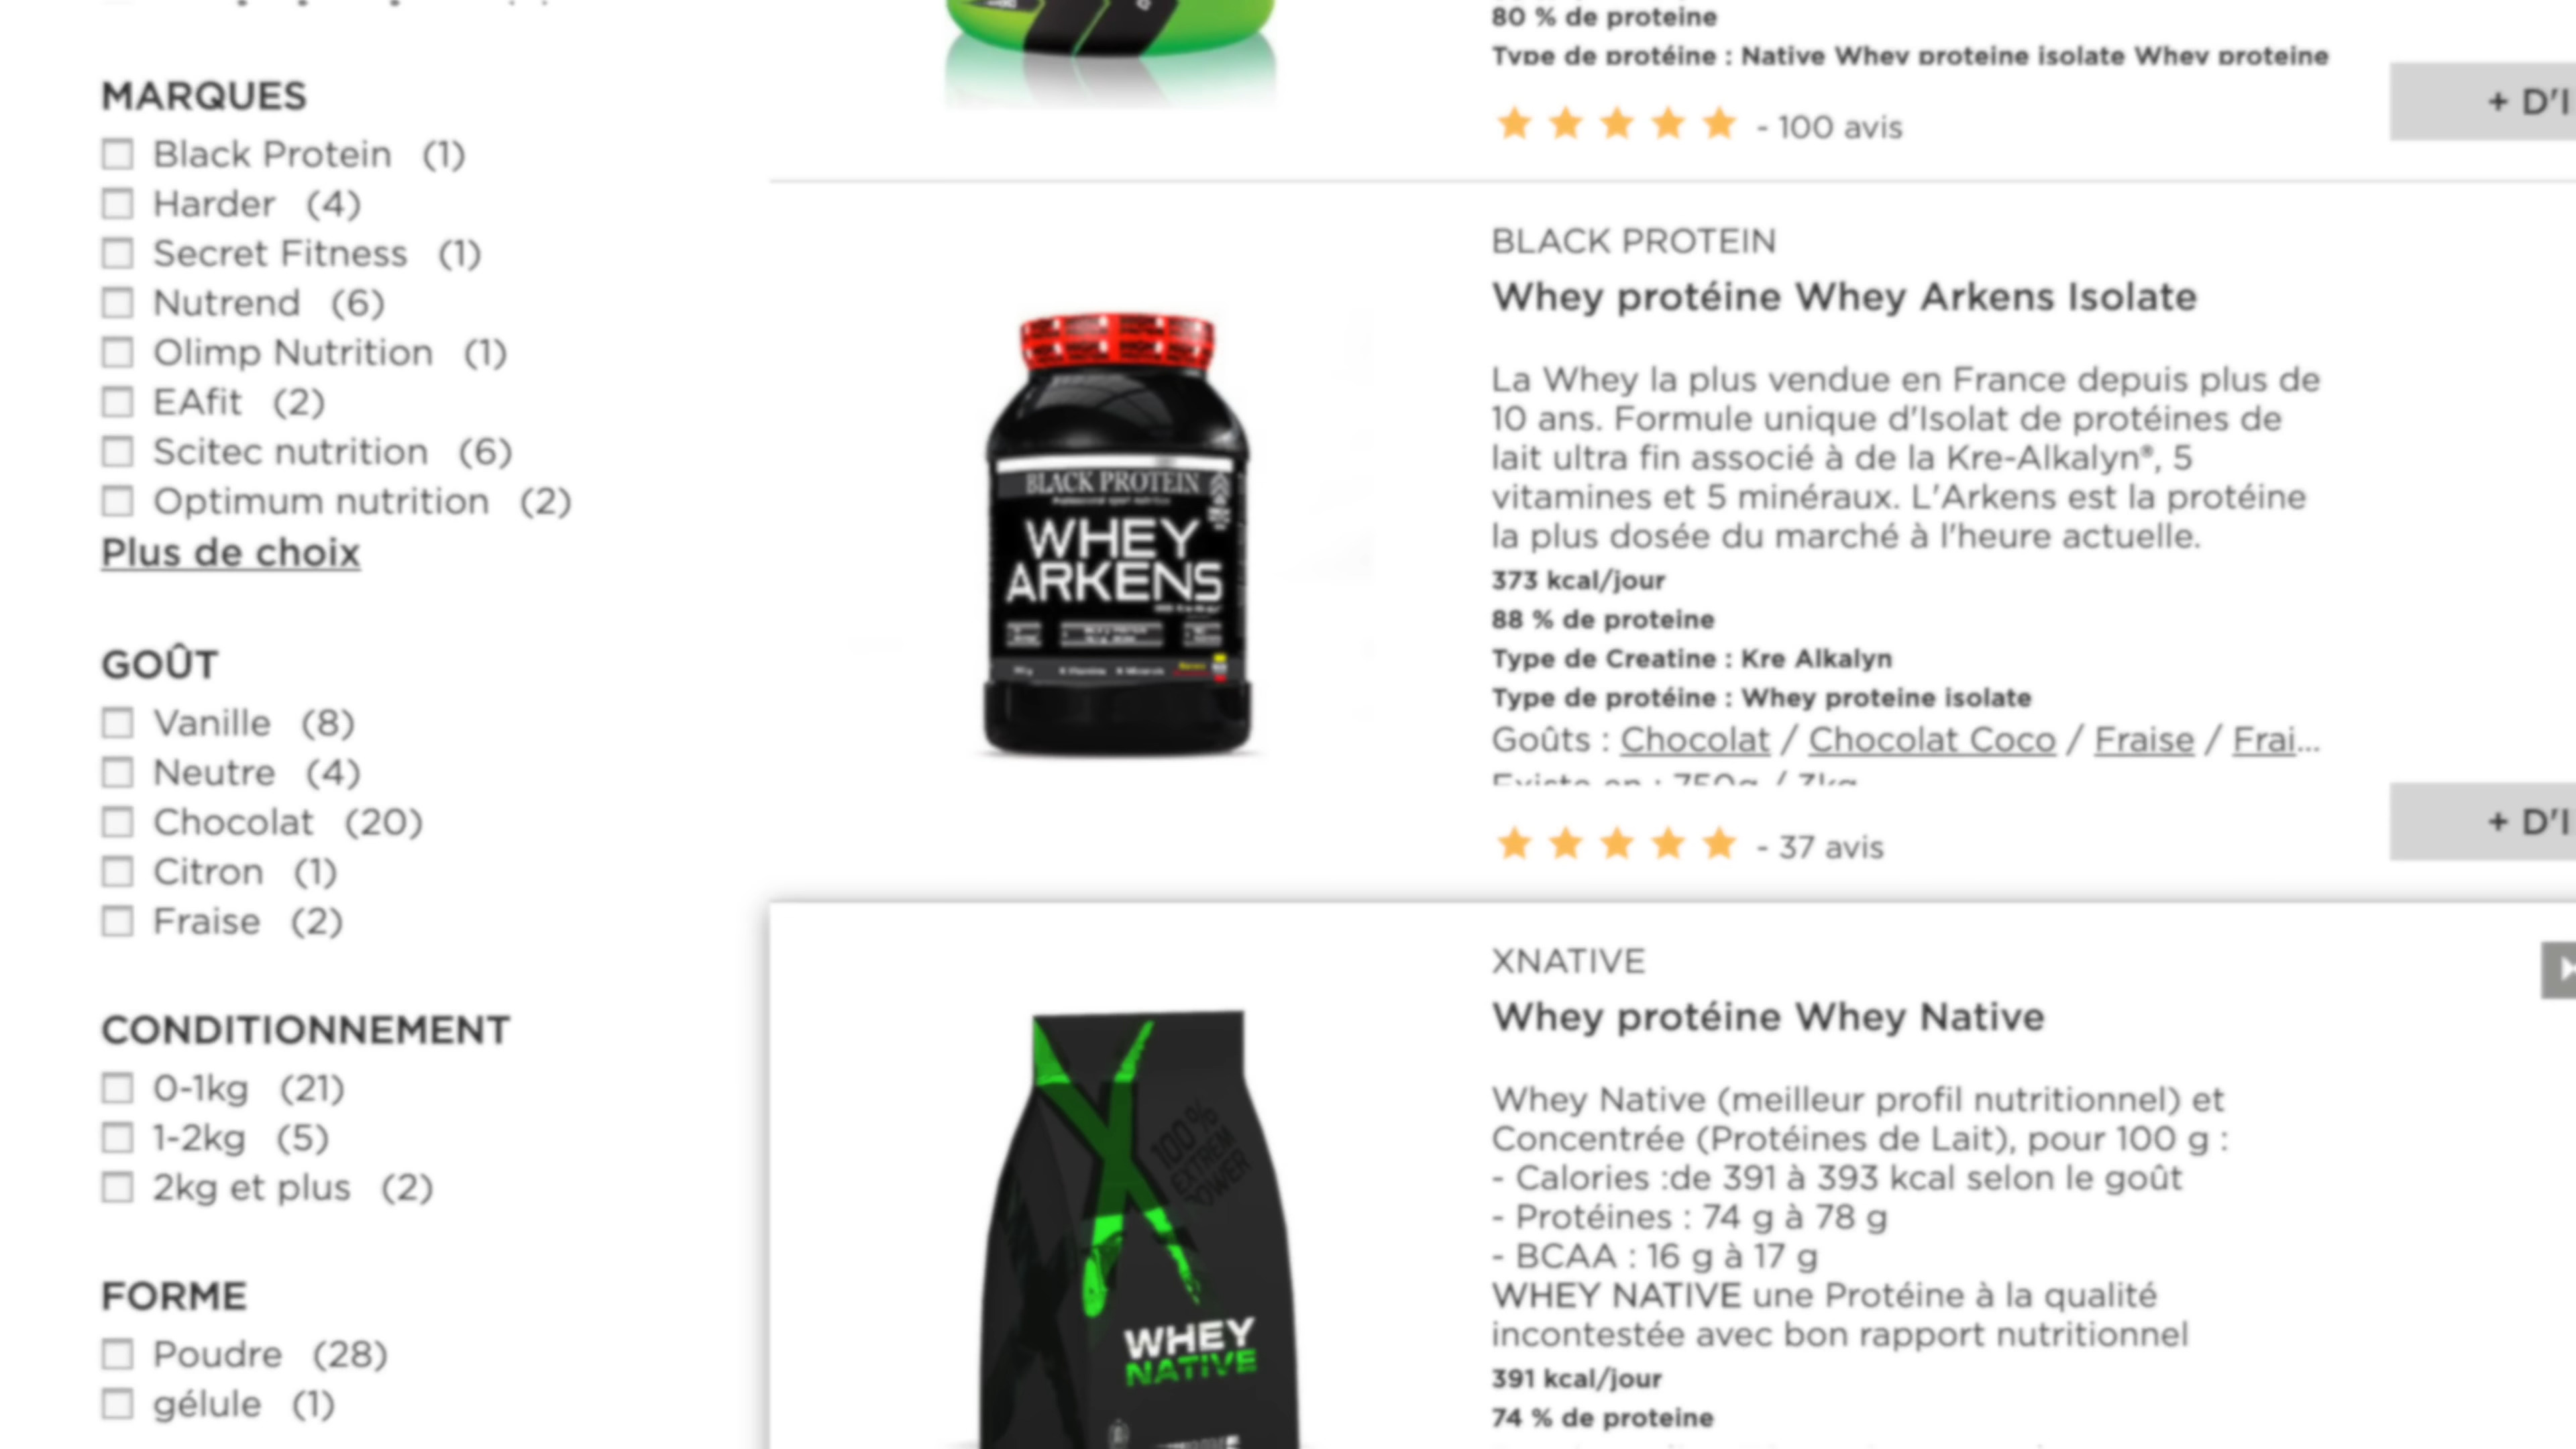 MARQUES
Black Protein (1)
Harder (4)
Secret Fitness (1)
Nutrend (6)
Olimp Nutrition (1)
EAfit (2)
Scitec nutrition (6)
Optimum nutrition (2)
Plus de choix
GOÛT
Vanille (8)
Neutre (4)
Chocolat (20)
Citron (1)
Fraise (2)
CONDITIONNEMENT
0-1kg (21)
1-2kg (5)
2kg et plus (2)
FORME
Poudre (28)
gélule (1)
80 % de proteine
Type de protéine : Native Whey proteine isolate Whey proteine
- 100 avis
+ D'I
BLACK PROTEIN
WHEY
ARKENS
BLACK PROTEIN
Whey protéine Whey Arkens Isolate
La Whey la plus vendue en France depuis plus de
10 ans. Formule unique d'Isolat de protéines de
lait ultra fin associé à de la Kre-Alkalyn®, 5
vitamines et 5 minéraux. L'Arkens est la protéine
la plus dosée du marché à l'heure actuelle.
373 kcal/jour
88 % de proteine
Type de Creatine : Kre Alkalyn
Type de protéine : Whey proteine isolate
Goûts : Chocolat / Chocolat Coco / Fraise / Frai...
Existe en : 750g / 3kg
- 37 avis
+ D'I
100%
EXTREM
POWER
WHEY
NATIVE
XNATIVE
Whey protéine Whey Native
Whey Native (meilleur profil nutritionnel) et
Concentrée (Protéines de Lait), pour 100 g :
- Calories :de 391 à 393 kcal selon le goût
- Protéines : 74 g à 78 g
- BCAA : 16 g à 17 g
WHEY NATIVE une Protéine à la qualité
incontestée avec bon rapport nutritionnel
391 kcal/jour
74 % de proteine